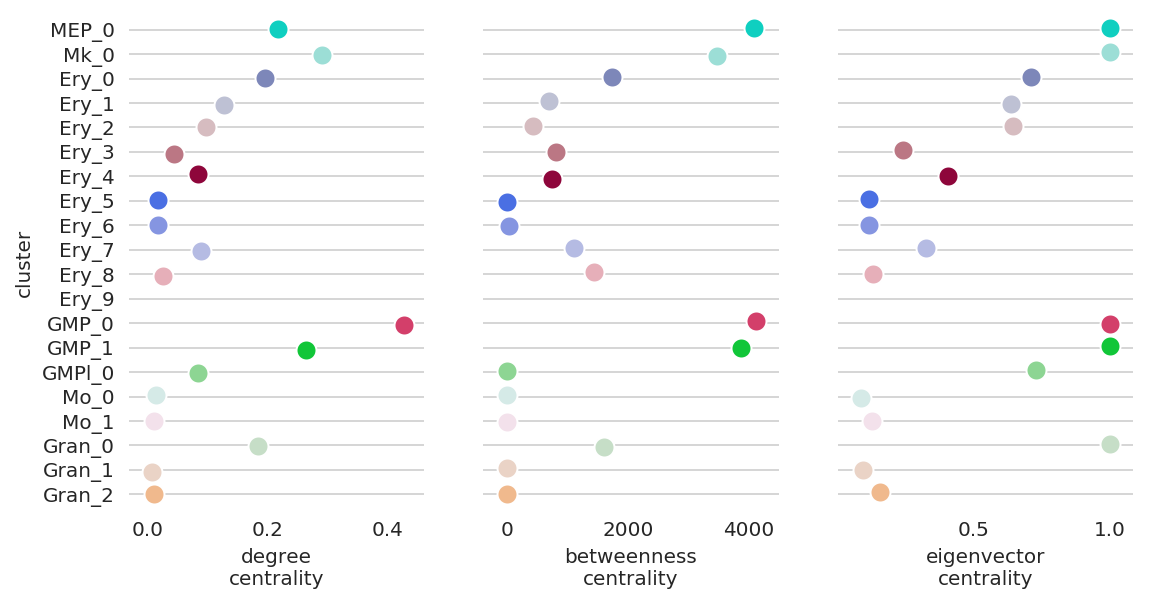 cluster
MEP_0
Mk_0
Ery_0
Ery_1
Ery_2
Ery_3
Ery_4
Ery_5
Ery_6
Ery_7
Ery_8
Ery_9
GMP_0
GMP_1
GMPl_0
Mo_0
Mo_1
Gran_0
Gran_1
Gran_2
0.0 0.2 0.4
degree
centrality
0 2000 4000
betweenness
centrality
0.5 1.0
eigenvector
centrality